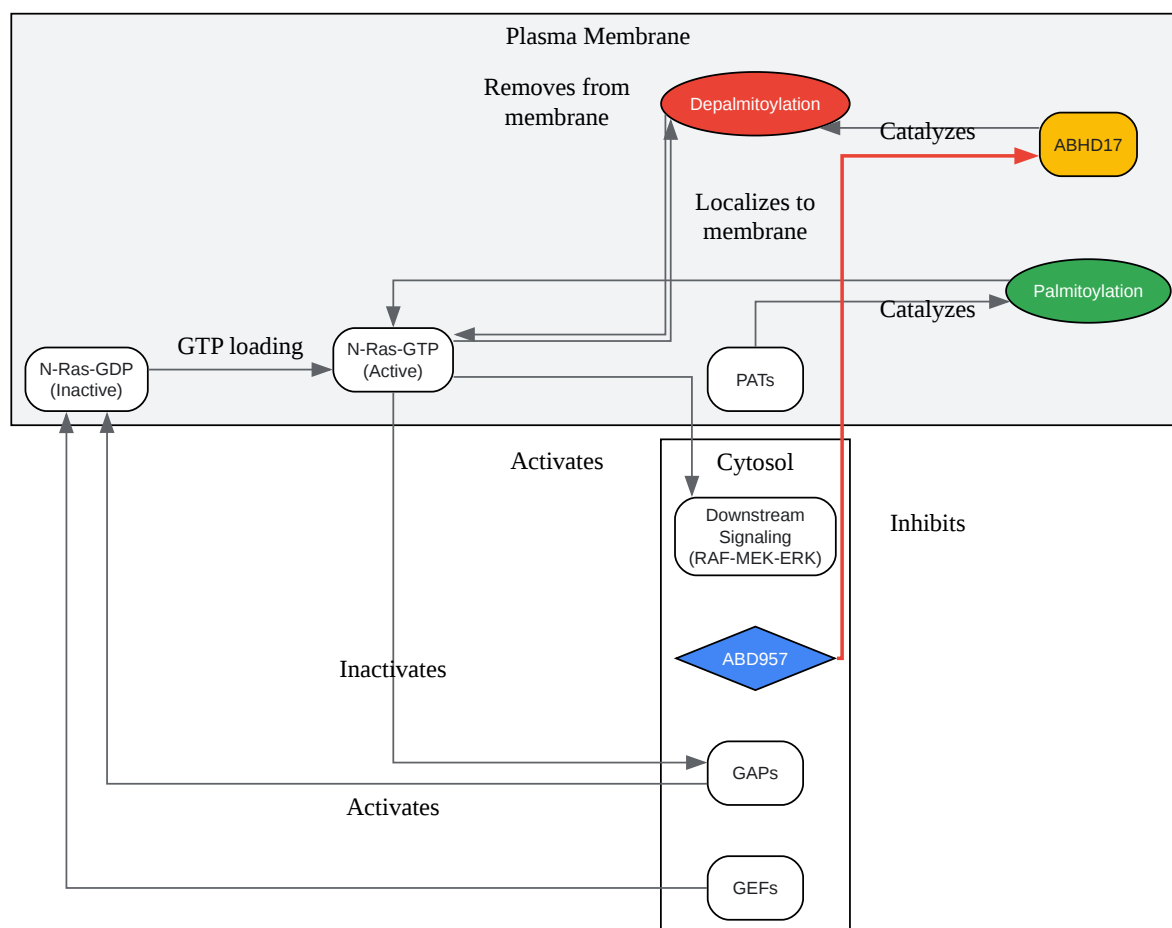 Plasma Membrane
Removes from
membrane
Depalmitoylation
Catalyzes
ABHD17
Localizes to
membrane
Palmitoylation
Catalyzes
GTP loading
N-Ras-GTP
(Active)
N-Ras-GDP
(Inactive)
PATs
Activates
Cytosol
Downstream
Signaling
(RAF-MEK-ERK)
Inhibits
ABD957
Inactivates
GAPs
Activates
GEFs